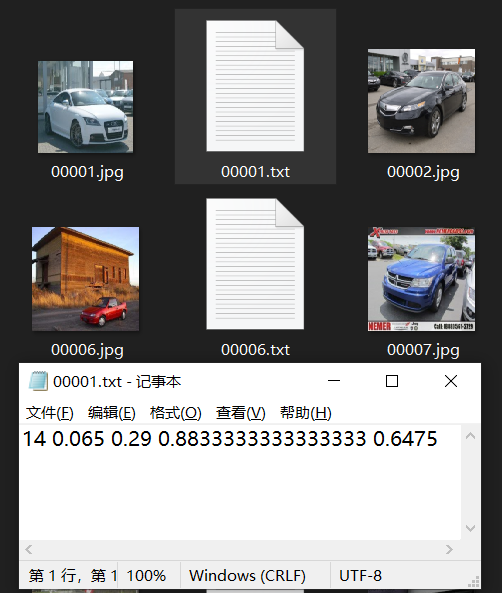 00001.jpg
00001.txt
00002.jpg
00006.jpg
00006.txt
00007.jpg
NEMER
00001.txt - 记事本
文件(F) 编辑(E) 格式(O) 查看(V) 帮助(H)
14 0.065 0.29 0.8833333333333333 0.6475
第 1 行，第 1
100%
Windows (CRLF)
UTF-8